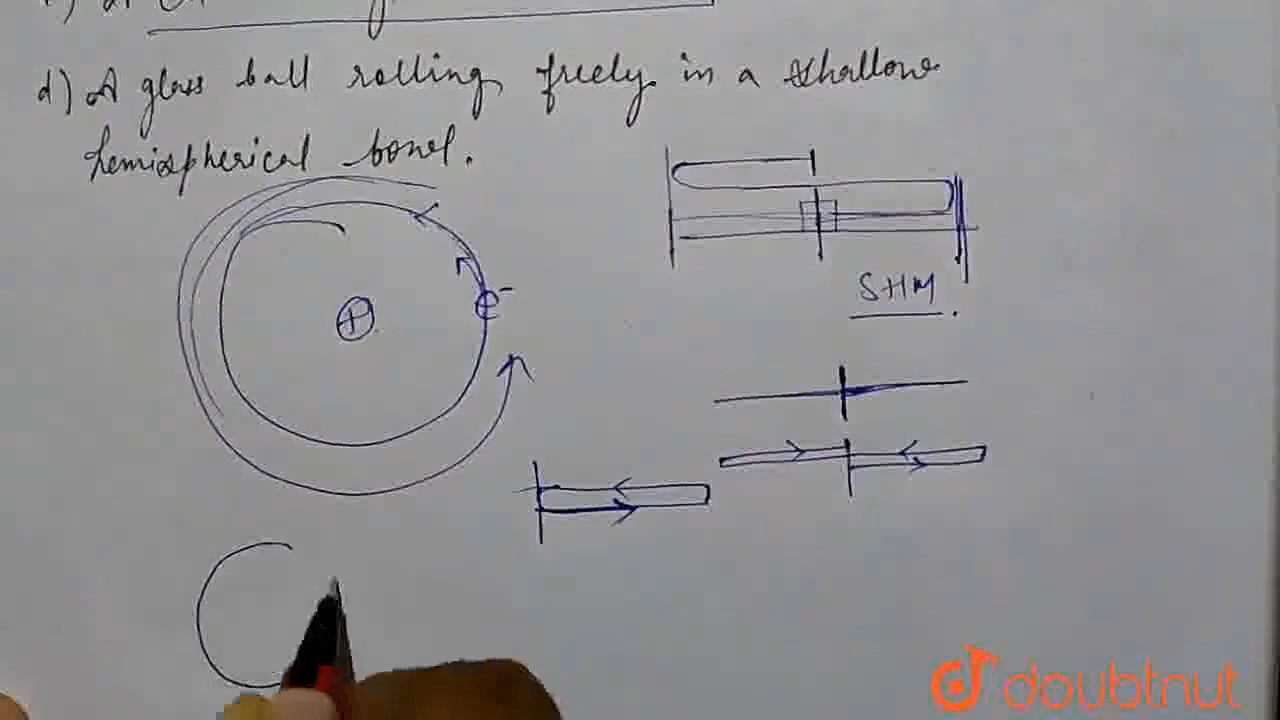 d) A glass ball rolling freely in a shallow
hemispherical bowl.
+
e-
SHM.
doubtnut